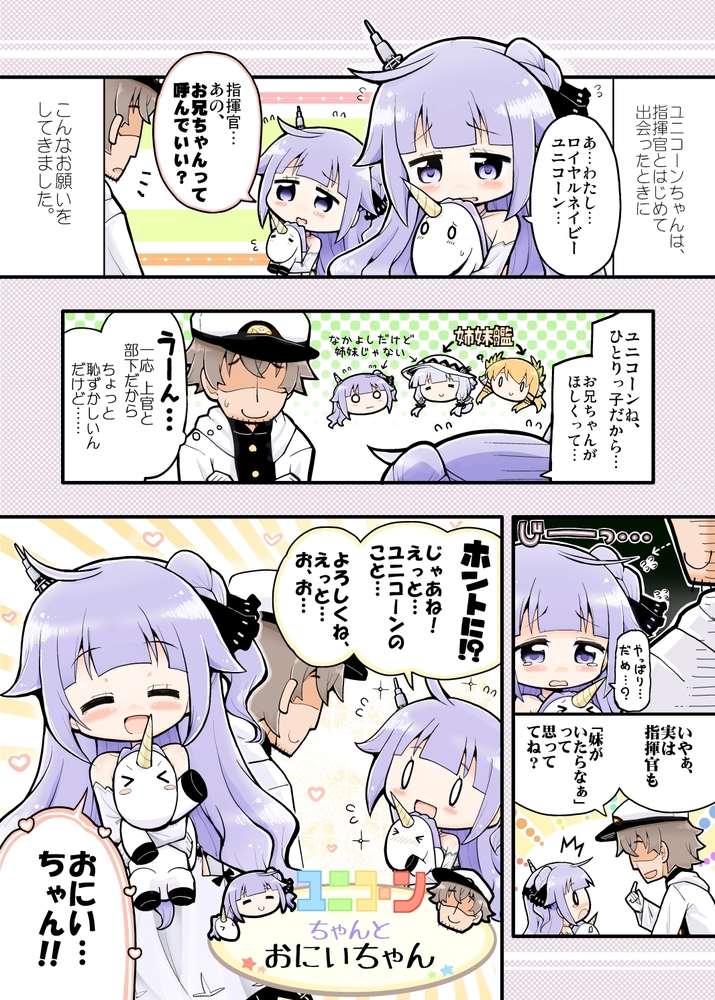 ユニコーンちゃんは、
指揮官とはじめて
出会ったときに
あ…わたし…
ロイヤルネイビー
ユニコーン…
指揮官…
あの、
お兄ちゃんって
呼んでいい?
こんなお願いを
してきました。
ユニコーンね、
ひとりっ子だから…
お兄ちゃんが
ほしくって…
姉妹艦
なかよしだけど
姉妹じゃない
うーん…
一応 上官と
部下だから
ちょっと
恥ずかしいん
だけど……
じーっ…
やっぱり…
だめ…?
いやぁ、
実は
指揮官も
「妹が
いたらなぁ」
って
思って
てね?
ホントに!?
じゃあね!
えっと…
ユニコーンの
こと…
よろしくね、
えっと…
お、お…
おにい…
ちゃん!!
ユニコーン
ちゃんと
おにいちゃん